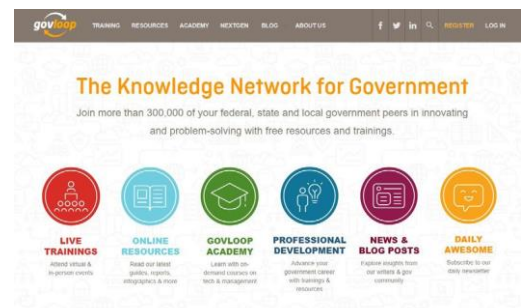 govloop TRAINING RESOURCES ACADEMY NEXTGEN BLOG ABOUT US REGISTER LOG IN
The Knowledge Network for Government
Join more than 300,000 of your federal, state and local government peers in innovating
and problem-solving with free resources and trainings.
LIVE
TRAININGS
Attend virtual &
in-person events
ONLINE
RESOURCES
Read our latest
guides, reports,
infographics & more
GOVLOOP
ACADEMY
Learn with on-
demand courses on
tech & management
PROFESSIONAL
DEVELOPMENT
Advance your
government career
with trainings &
resources
NEWS &
BLOG POSTS
Explore insights from
our writers & gov
community
DAILY
AWESOME
Subscribe to our
daily newsletter